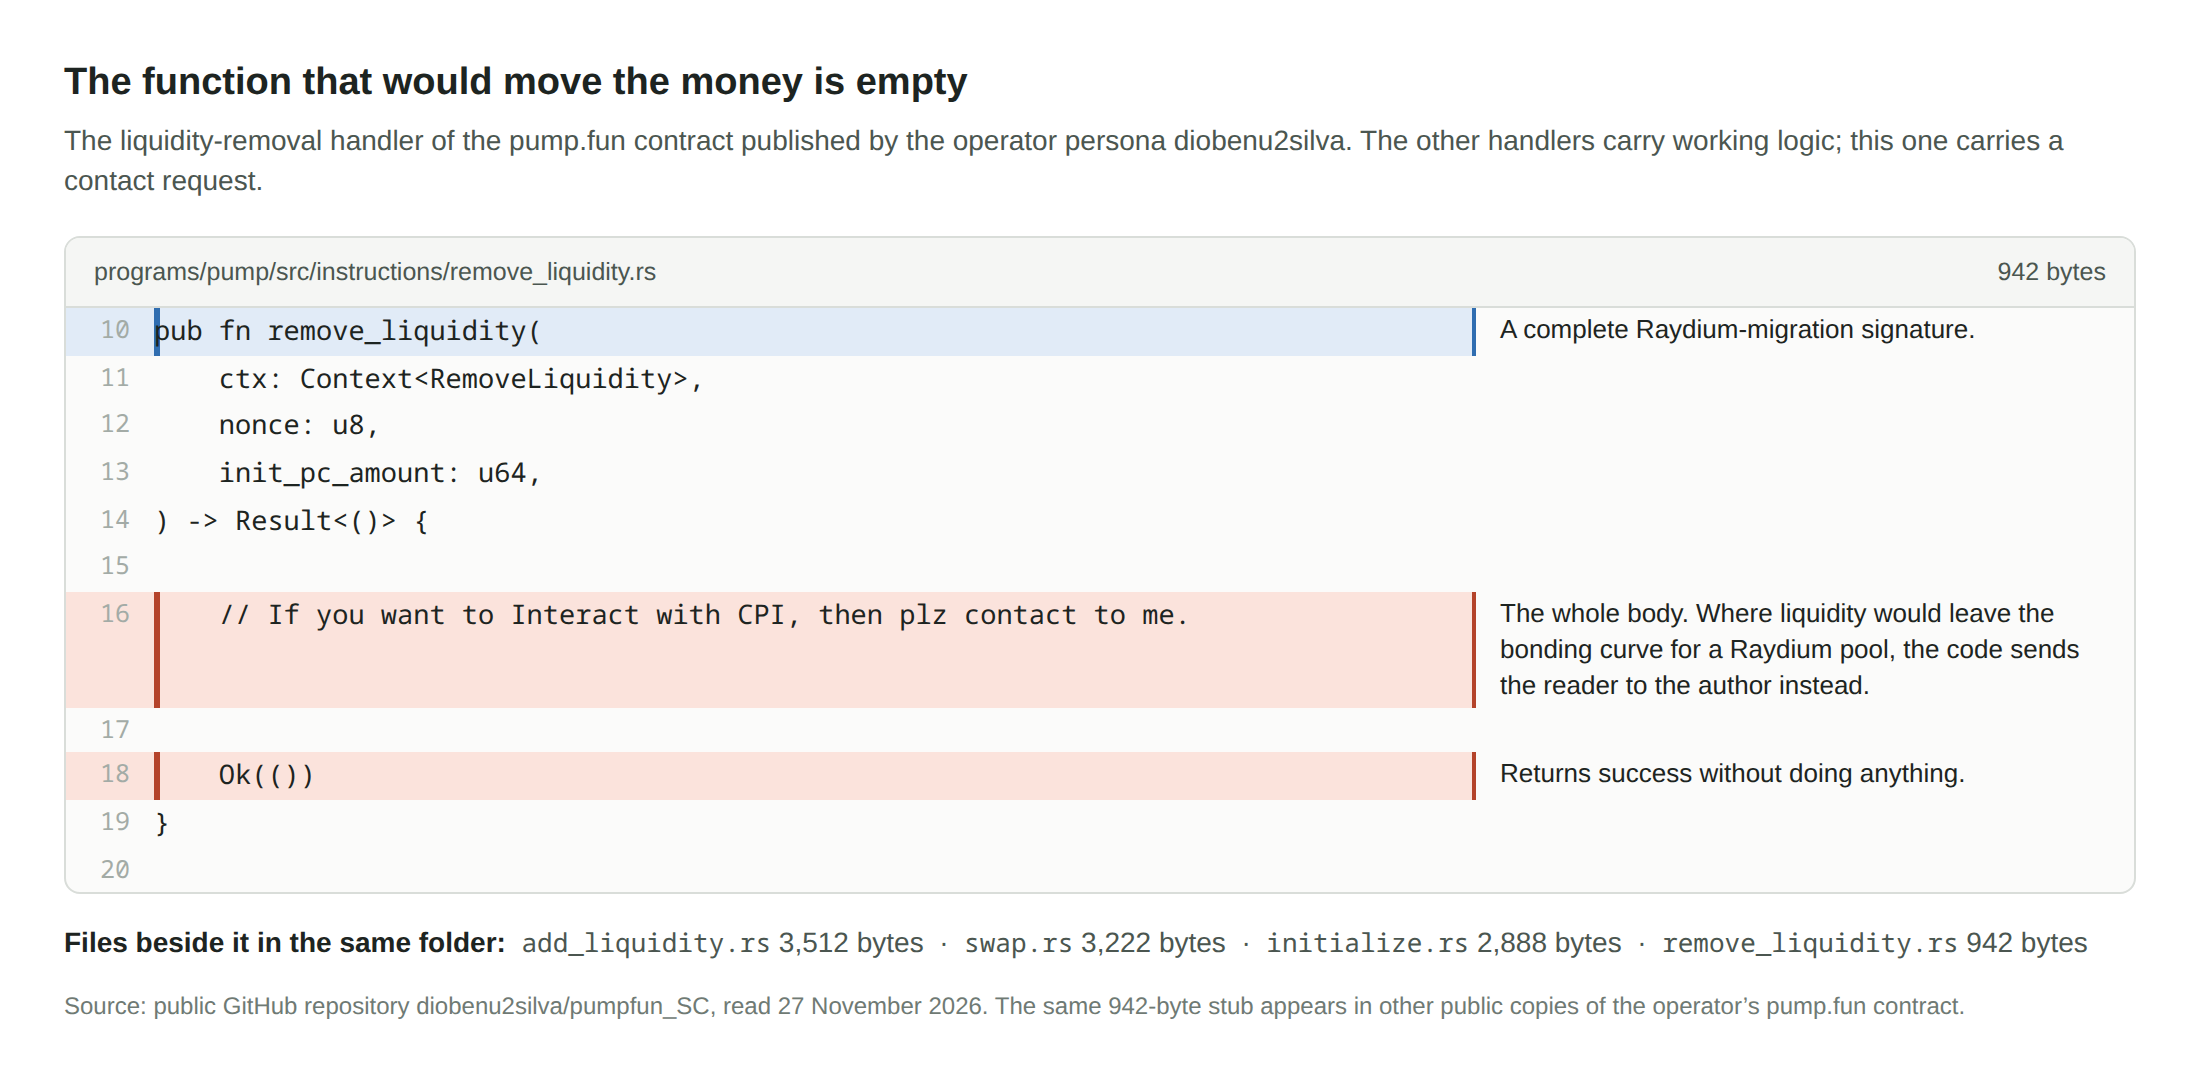 The function that would move the money is empty
The liquidity-removal handler of the pump.fun contract published by the operator persona diobenu2silva. The other handlers carry working logic; this one carries a
contact request.
programs/pump/src/instructions/remove_liquidity.rs 942 bytes
10 pub fn remove_liquidity( A complete Raydium-migration signature.
11 ctx: Context<RemoveLiquidity>,
12 nonce: u8,
13 init_pc_amount: u64,
14 ) -> Result<()> {
15
16 // If you want to Interact with CPI, then plz contact to me. The whole body. Where liquidity would leave the
bonding curve for a Raydium pool, the code sends
the reader to the author instead.
17
18 Ok(()) Returns success without doing anything.
19 }
20
Files beside it in the same folder: add_liquidity.rs 3,512 bytes · swap.rs 3,222 bytes · initialize.rs 2,888 bytes · remove_liquidity.rs 942 bytes
Source: public GitHub repository diobenu2silva/pumpfun_SC, read 27 November 2026. The same 942-byte stub appears in other public copies of the operator’s pump.fun contract.